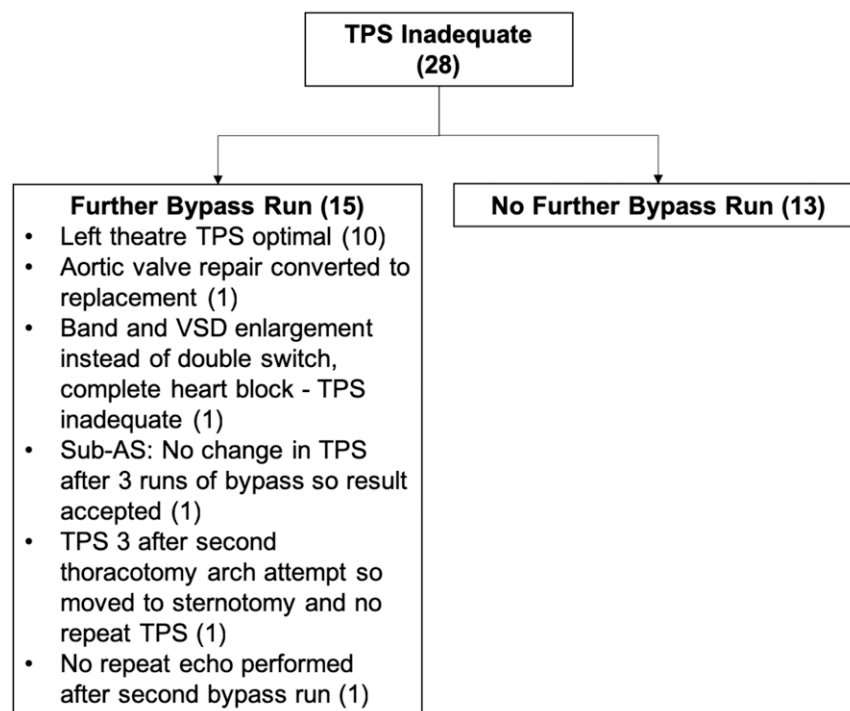 TPS Inadequate
(28)
Further Bypass Run (15)
• Left theatre TPS optimal (10)
• Aortic valve repair converted to
replacement (1)
• Band and VSD enlargement
instead of double switch,
complete heart block - TPS
inadequate (1)
• Sub-AS: No change in TPS
after 3 runs of bypass so result
accepted (1)
• TPS 3 after second
thoracotomy arch attempt so
moved to sternotomy and no
repeat TPS (1)
• No repeat echo performed
after second bypass run (1)
No Further Bypass Run (13)